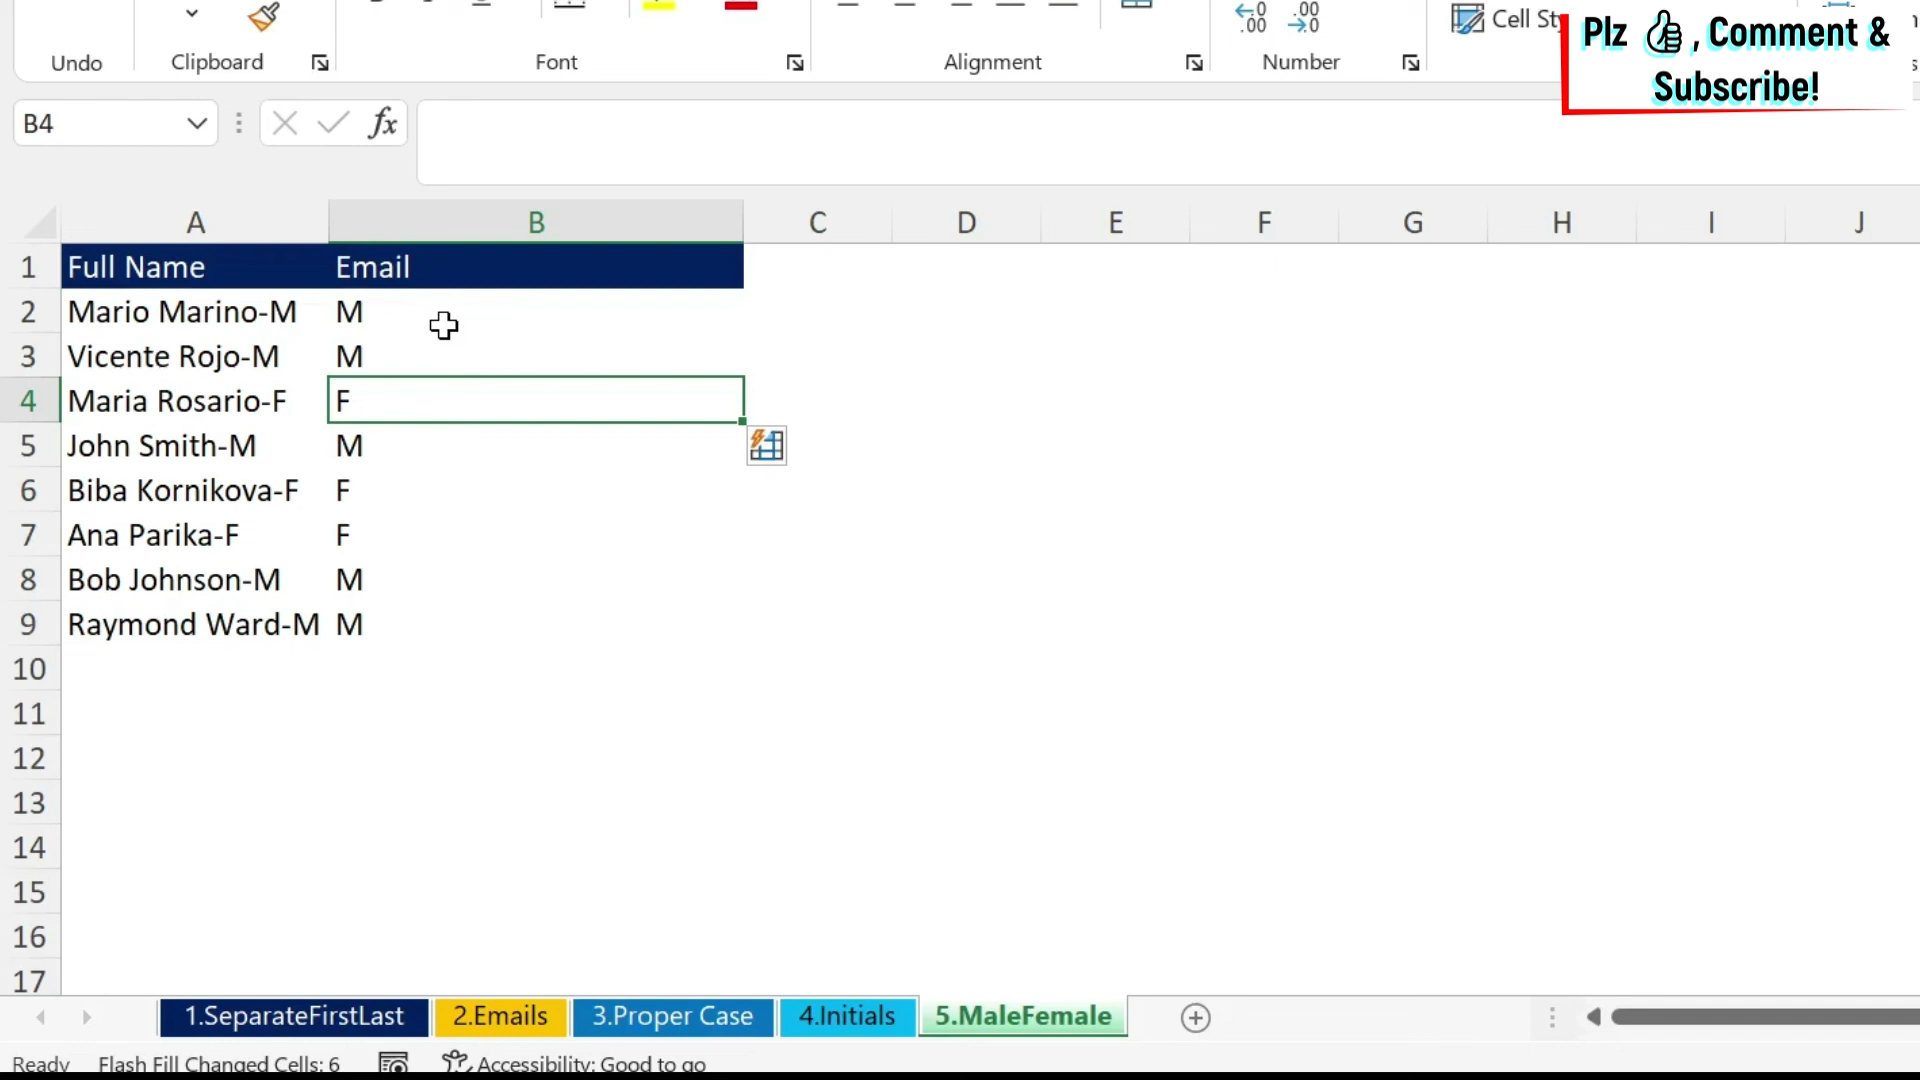 Cell Sty
Plz 👍, Comment &
Subscribe!
Undo Clipboard Font Alignment Number
B4 fx
A B C D E F G H I J
1 Full Name Email
2 Mario Marino-M M
3 Vicente Rojo-M M
4 Maria Rosario-F F
5 John Smith-M M
6 Biba Kornikova-F F
7 Ana Parika-F F
8 Bob Johnson-M M
9 Raymond Ward-M M
10
11
12
13
14
15
16
17
1.SeparateFirstLast 2.Emails 3.Proper Case 4.Initials 5.MaleFemale
Ready Flash Fill Changed Cells: 6 Accessibility: Good to go